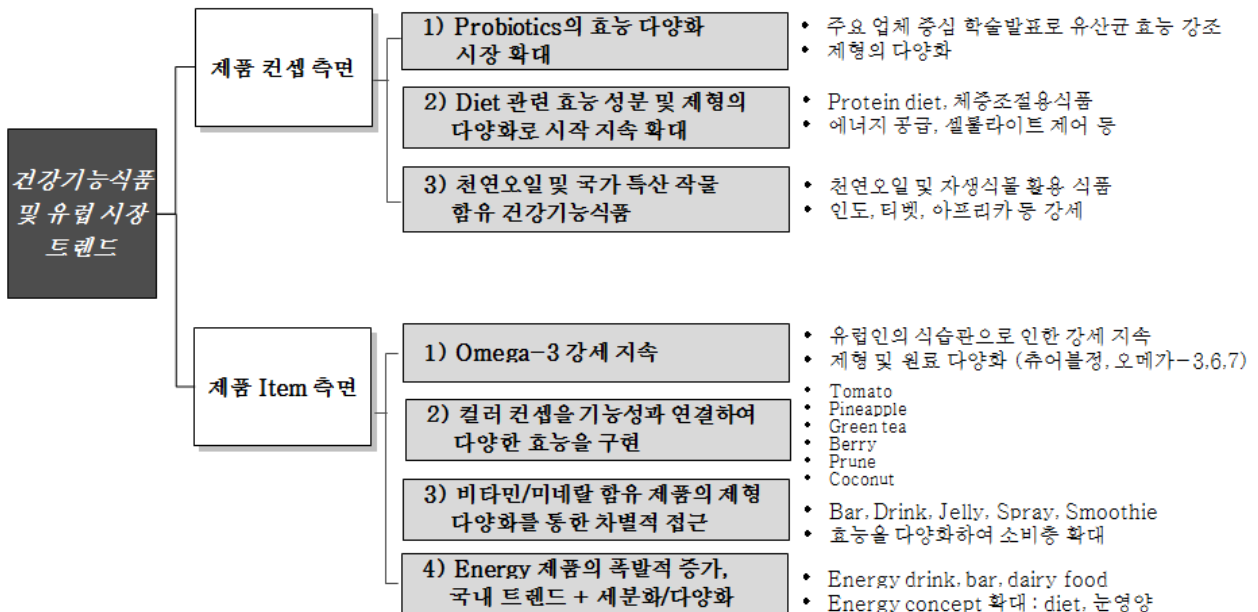 건강기능식품
및 유럽 시장
트렌드
제품 컨셉 측면
1) Probiotics의 효능 다양화
시장 확대
• 주요 업체 중심 학술발표로 유산균 효능 강조
• 제형의 다양화
2) Diet 관련 효능 성분 및 제형의
다양화로 시작 지속 확대
• Protein diet, 체중조절용식품
• 에너지 공급, 셀룰라이트 제어 등
3) 천연오일 및 국가 특산 작물
함유 건강기능식품
• 천연오일 및 자생식물 활용 식품
• 인도, 티벳, 아프리카 등 강세
제품 Item 측면
1) Omega-3 강세 지속
• 유럽인의 식습관으로 인한 강세 지속
• 제형 및 원료 다양화 (츄어블정, 오메가-3,6,7)
2) 컬러 컨셉을 기능성과 연결하여
다양한 효능을 구현
• Tomato
• Pineapple
• Green tea
• Berry
• Prune
• Coconut
3) 비타민/미네랄 함유 제품의 제형
다양화를 통한 차별적 접근
• Bar, Drink, Jelly, Spray, Smoothie
• 효능을 다양화하여 소비층 확대
4) Energy 제품의 폭발적 증가,
국내 트렌드 + 세분화/다양화
• Energy drink, bar, dairy food
• Energy concept 확대 : diet, 눈영양